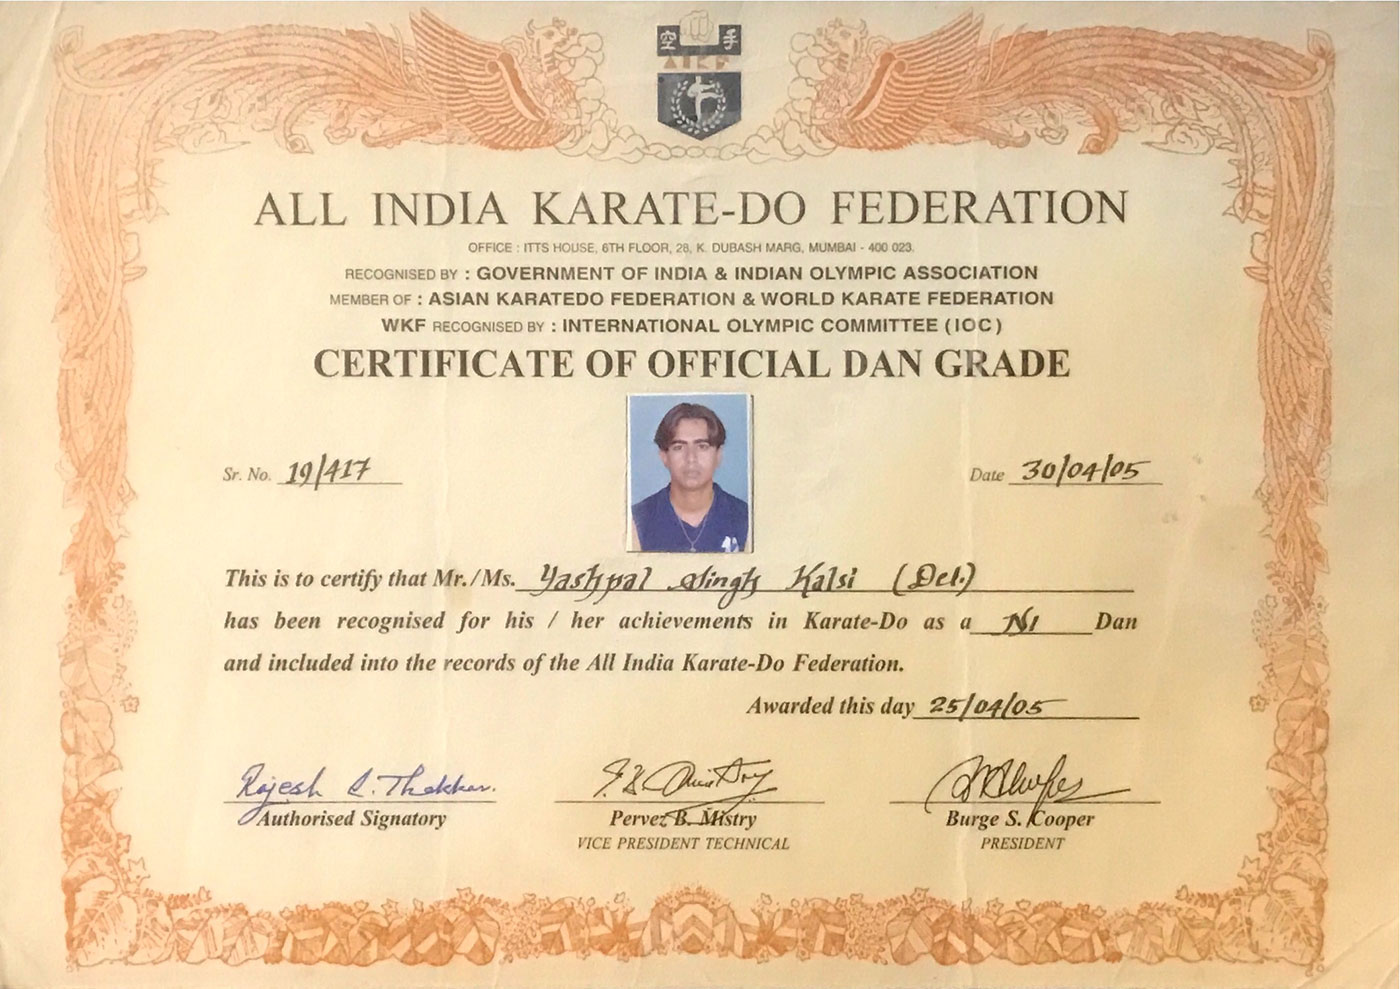 空 手
AIKF
ALL INDIA KARATE-DO FEDERATION
OFFICE : ITTS HOUSE, 6TH FLOOR, 28, K. DUBASH MARG, MUMBAI - 400 023.
RECOGNISED BY : GOVERNMENT OF INDIA & INDIAN OLYMPIC ASSOCIATION
MEMBER OF : ASIAN KARATEDO FEDERATION & WORLD KARATE FEDERATION
WKF RECOGNISED BY : INTERNATIONAL OLYMPIC COMMITTEE (IOC)
CERTIFICATE OF OFFICIAL DAN GRADE
Sr. No. 19/417 Date 30/04/05
This is to certify that Mr./Ms. Yashpal Singh Kalsi (Del.)
has been recognised for his / her achievements in Karate-Do as a NI Dan
and included into the records of the All India Karate-Do Federation.
Awarded this day 25/04/05
Rajesh C. Thakkar.
Authorised Signatory Pervez B. Mistry Burge S. Cooper
VICE PRESIDENT TECHNICAL PRESIDENT